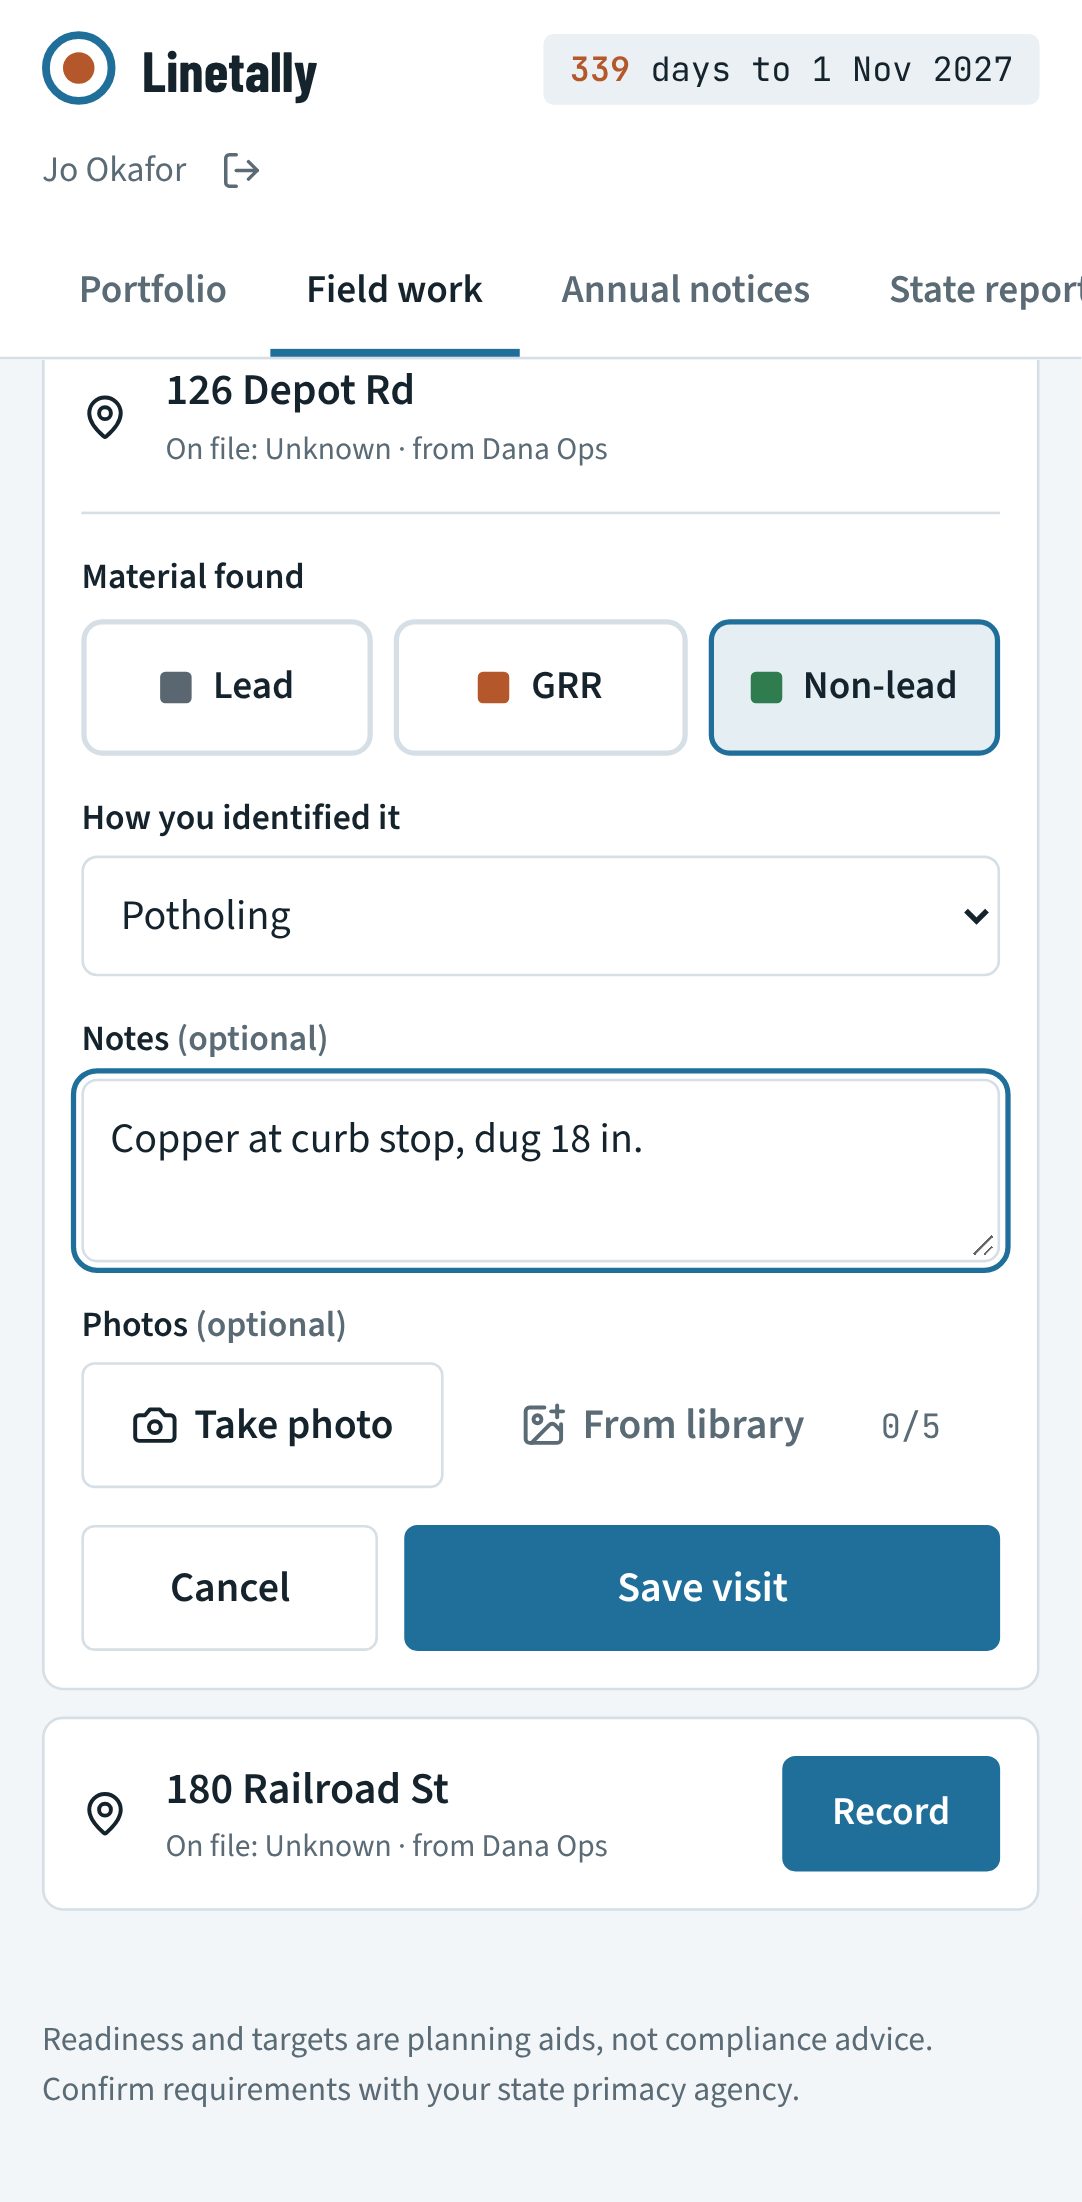 Linetally
339 days to 1 Nov 2027
Jo Okafor
Portfolio
Field work
Annual notices
State report
126 Depot Rd
On file: Unknown · from Dana Ops
Material found
Lead
GRR
Non-lead
How you identified it
Potholing
Notes (optional)
Copper at curb stop, dug 18 in.
Photos (optional)
Take photo
From library
0/5
Cancel
Save visit
180 Railroad St
On file: Unknown · from Dana Ops
Record
Readiness and targets are planning aids, not compliance advice.
Confirm requirements with your state primacy agency.